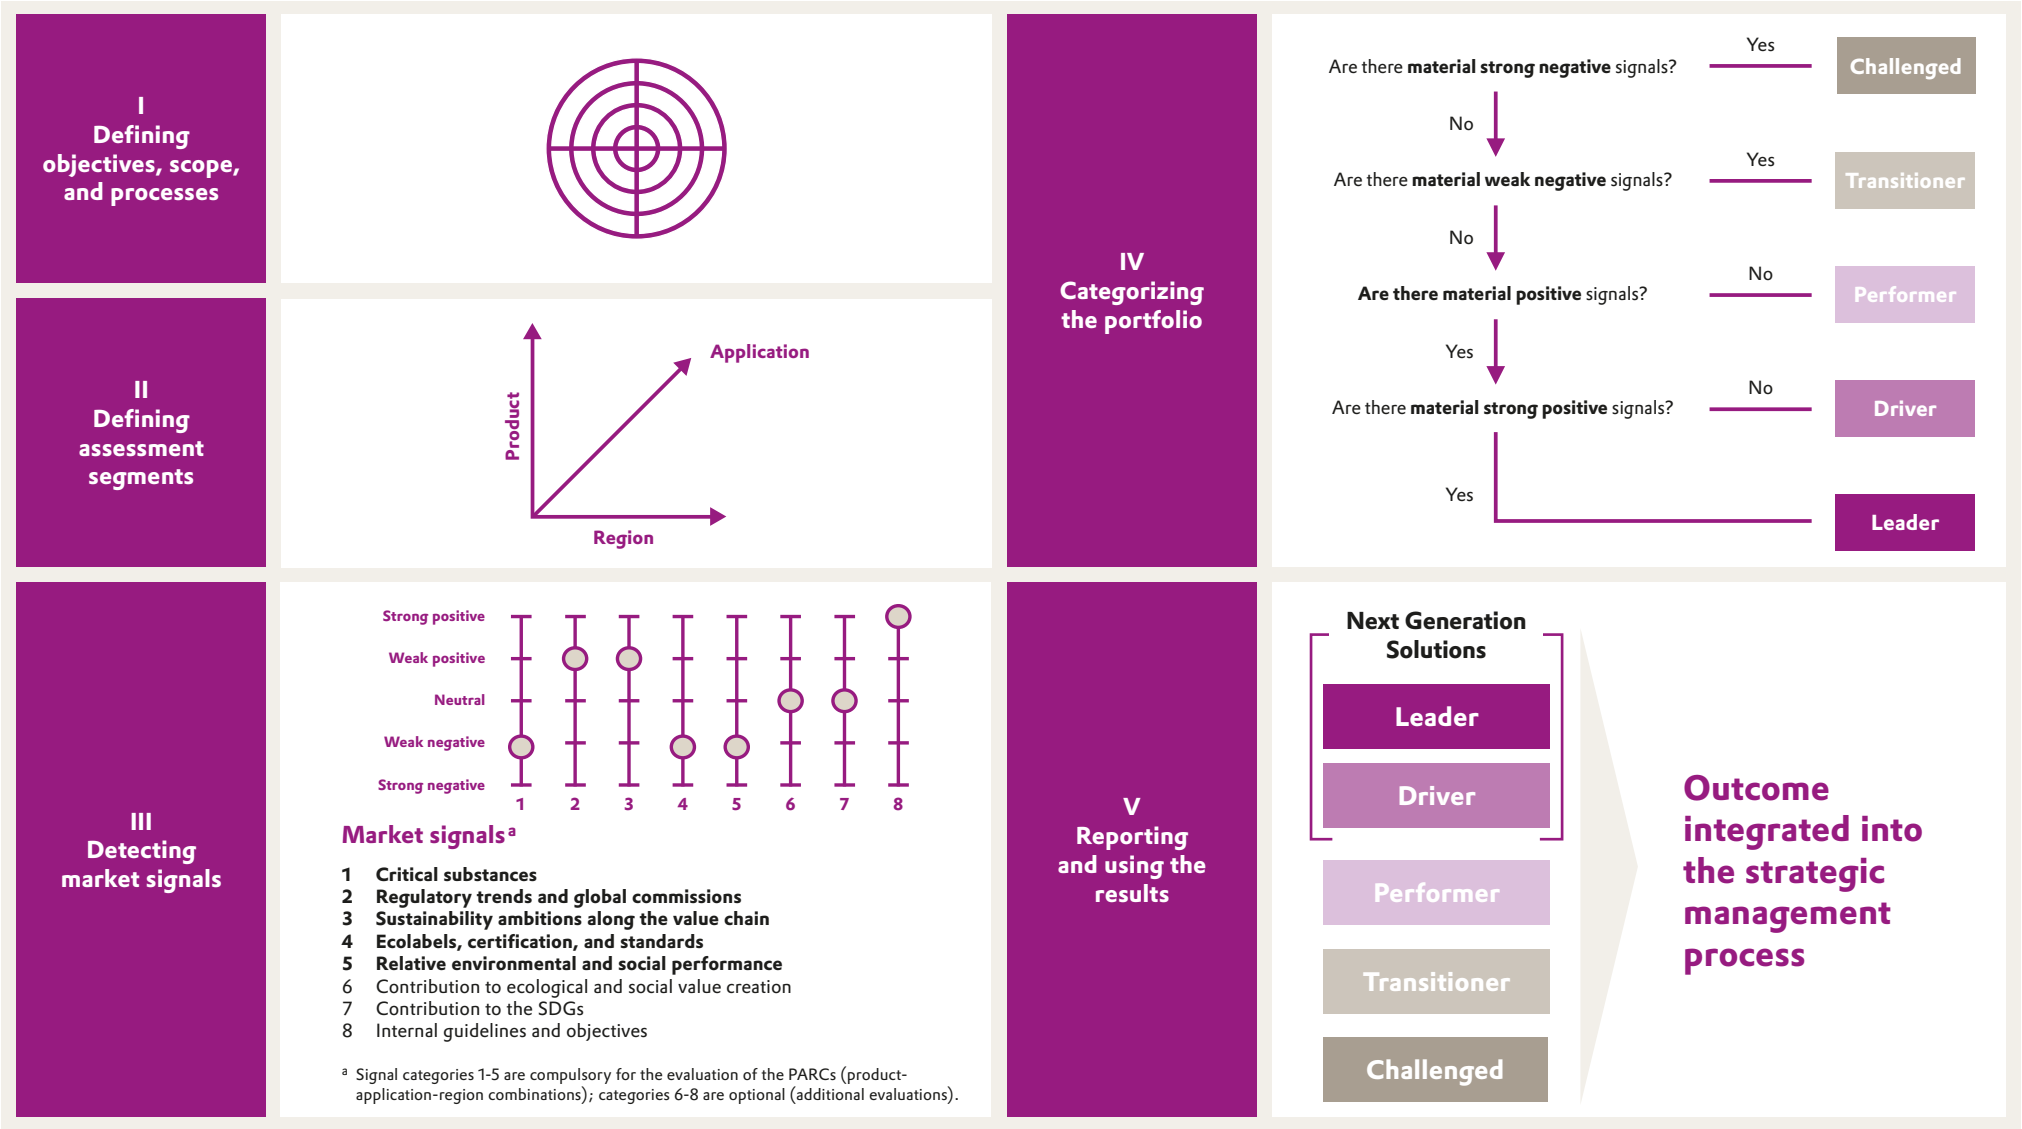 I
Defining
objectives, scope,
and processes
II
Defining
assessment
segments
Product
Application
Region
III
Detecting
market signals
Strong positive
Weak positive
Neutral
Weak negative
Strong negative
1 2 3 4 5 6 7 8
Market signals a
1 Critical substances
2 Regulatory trends and global commissions
3 Sustainability ambitions along the value chain
4 Ecolabels, certification, and standards
5 Relative environmental and social performance
6 Contribution to ecological and social value creation
7 Contribution to the SDGs
8 Internal guidelines and objectives
a Signal categories 1-5 are compulsory for the evaluation of the PARCs (product-
application-region combinations); categories 6-8 are optional (additional evaluations).
IV
Categorizing
the portfolio
Are there material strong negative signals?
Yes
Challenged
No
Are there material weak negative signals?
Yes
Transitioner
No
Are there material positive signals?
No
Performer
Yes
Are there material strong positive signals?
No
Driver
Yes
Leader
V
Reporting
and using the
results
Next Generation
Solutions
Leader
Driver
Performer
Transitioner
Challenged
Outcome
integrated into
the strategic
management
process